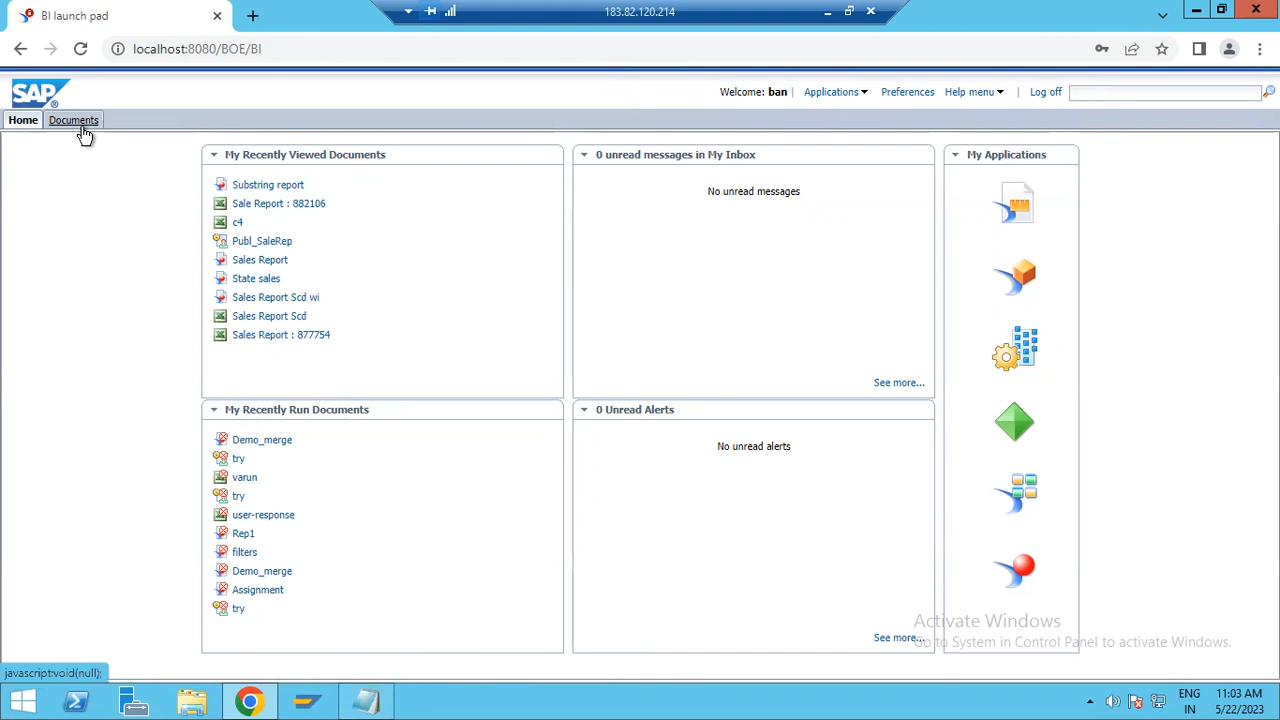 BI launch pad
183.82.120.214
localhost:8080/BOE/BI
SAP
Welcome: ban
Applications
Preferences
Help menu
Log off
Home
Documents
My Recently Viewed Documents
Substring report
Sale Report : 882106
c4
Publ_SaleRep
Sales Report
State sales
Sales Report Scd wi
Sales Report Scd
Sales Report : 877754
0 unread messages in My Inbox
No unread messages
See more...
My Applications
My Recently Run Documents
Demo_merge
try
varun
try
user-response
Rep1
filters
Demo_merge
Assignment
try
0 Unread Alerts
No unread alerts
See more...
Activate Windows
Go to System in Control Panel to activate Windows.
javascript:void(null);
ENG
IN
11:03 AM
5/22/2023